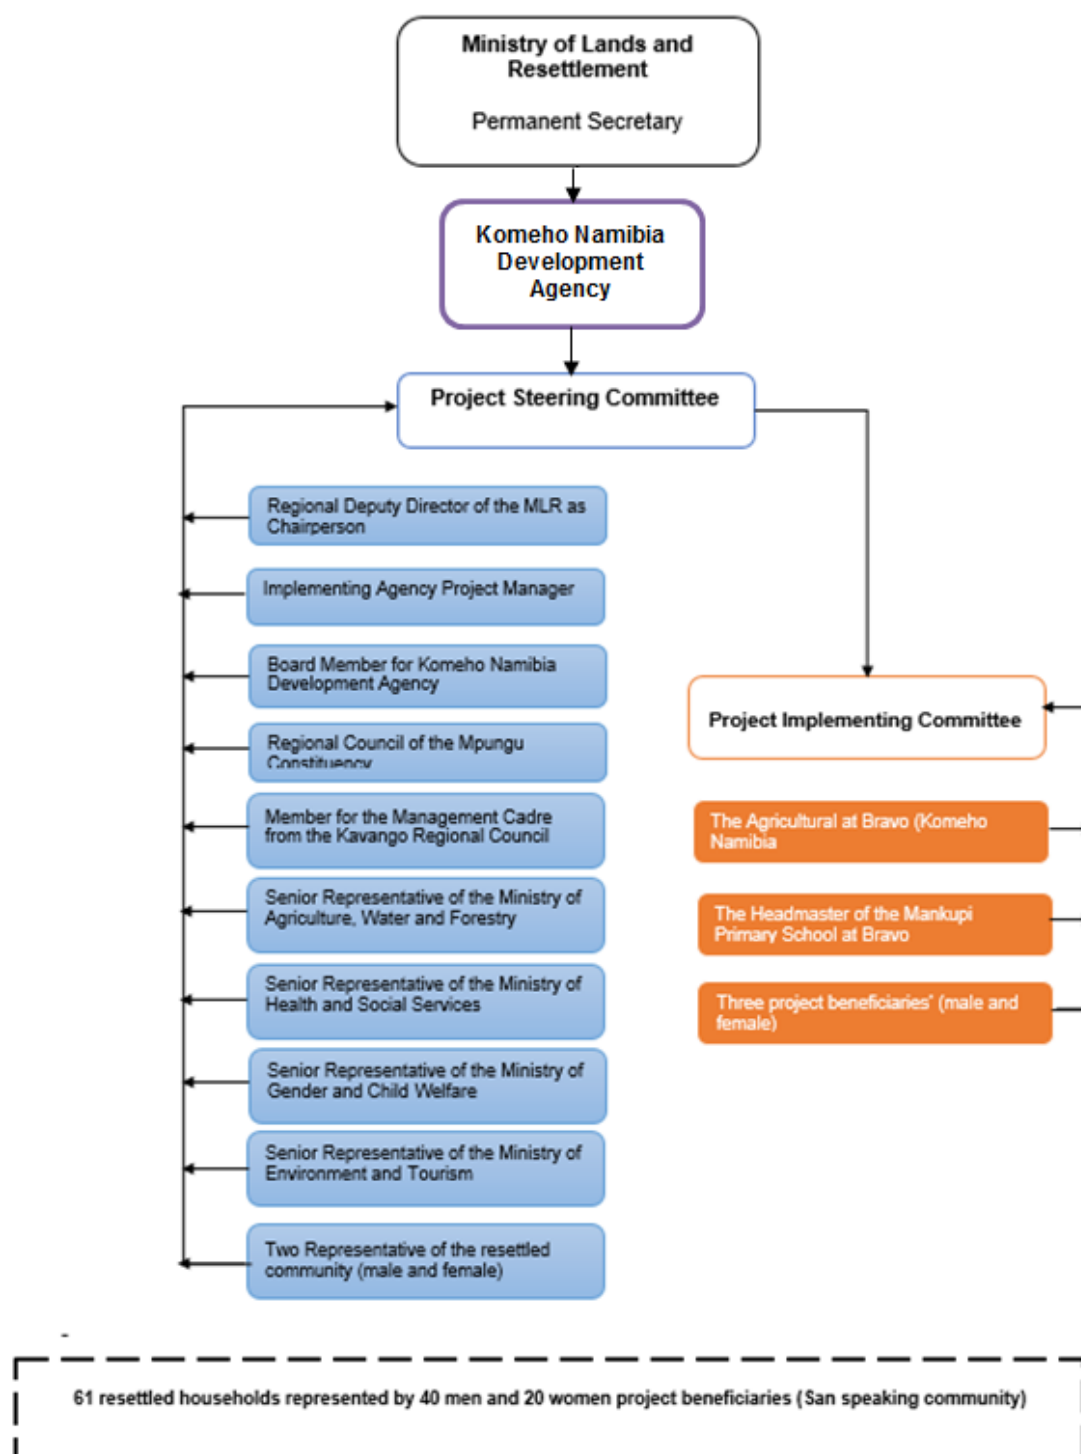 Ministry of Lands and
Resettlement
Permanent Secretary
Komeho Namibia
Development
Agency
Project Steering Committee
Regional Deputy Director of the MLR as
Chairperson
Implementing Agency Project Manager
Board Member for Komeho Namibia
Development Agency
Regional Council of the Mpungu
Constituency
Member for the Management Cadre
from the Kavango Regional Council
Senior Representative of the Ministry of
Agriculture, Water and Forestry
Senior Representative of the Ministry of
Health and Social Services
Senior Representative of the Ministry of
Gender and Child Welfare
Senior Representative of the Ministry of
Environment and Tourism
Two Representative of the resettled
community (male and female)
Project Implementing Committee
The Agricultural at Bravo (Komeho
Namibia
The Headmaster of the Mankupi
Primary School at Bravo
Three project beneficiaries' (male and
female)
-
61 resettled households represented by 40 men and 20 women project beneficiaries (San speaking community)